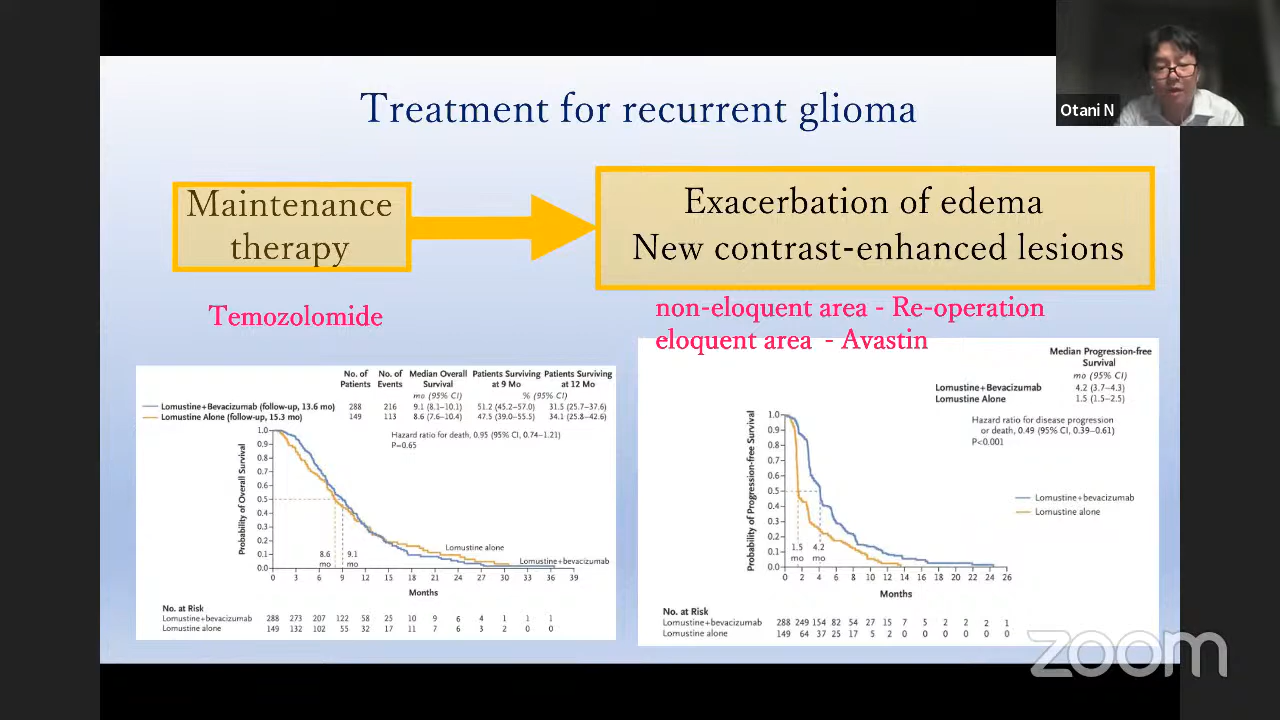 Otani N
Treatment for recurrent glioma
Maintenance
therapy
Exacerbation of edema
New contrast-enhanced lesions
Temozolomide
non-eloquent area - Re-operation
eloquent area - Avastin
No. of Patients No. of Events Median Overall Survival Patients Surviving at 9 Mo Patients Surviving at 12 Mo
mo (95% CI) % (95% CI)
Lomustine+Bevacizumab (follow-up, 13.6 mo) 288 216 9.1 (8.1–10.1) 51.2 (45.2–57.0) 31.5 (25.7–37.6)
Lomustine Alone (follow-up, 15.3 mo) 149 113 8.6 (7.6–10.4) 47.5 (39.0–55.5) 34.1 (25.8–42.6)
Hazard ratio for death, 0.95 (95% CI, 0.74–1.21)
P=0.65
Probability of Overall Survival
1.0
0.9
0.8
0.7
0.6
0.5
0.4
0.3
0.2
0.1
0.0
8.6 mo
9.1 mo
Lomustine alone
Lomustine+bevacizumab
0 3 6 9 12 15 18 21 24 27 30 33 36 39
Months
No. at Risk
Lomustine+bevacizumab 288 273 207 122 58 25 10 9 6 4 1 1 1
Lomustine alone 149 132 102 55 32 17 11 7 6 3 2 0 0
Median Progression-free
Survival
mo (95% CI)
Lomustine+Bevacizumab 4.2 (3.7–4.3)
Lomustine Alone 1.5 (1.5–2.5)
Hazard ratio for disease progression
or death, 0.49 (95% CI, 0.39–0.61)
P<0.001
Probability of Progression-free Survival
1.0
0.9
0.8
0.7
0.6
0.5
0.4
0.3
0.2
0.1
0.0
1.5 mo
4.2 mo
Lomustine+bevacizumab
Lomustine alone
0 2 4 6 8 10 12 14 16 18 20 22 24 26
Months
No. at Risk
Lomustine+bevacizumab 288 249 154 82 54 27 15 7 5 2 2 2 1
Lomustine alone 149 64 37 25 17 5 2 0 0 0 0 0 0
zoom